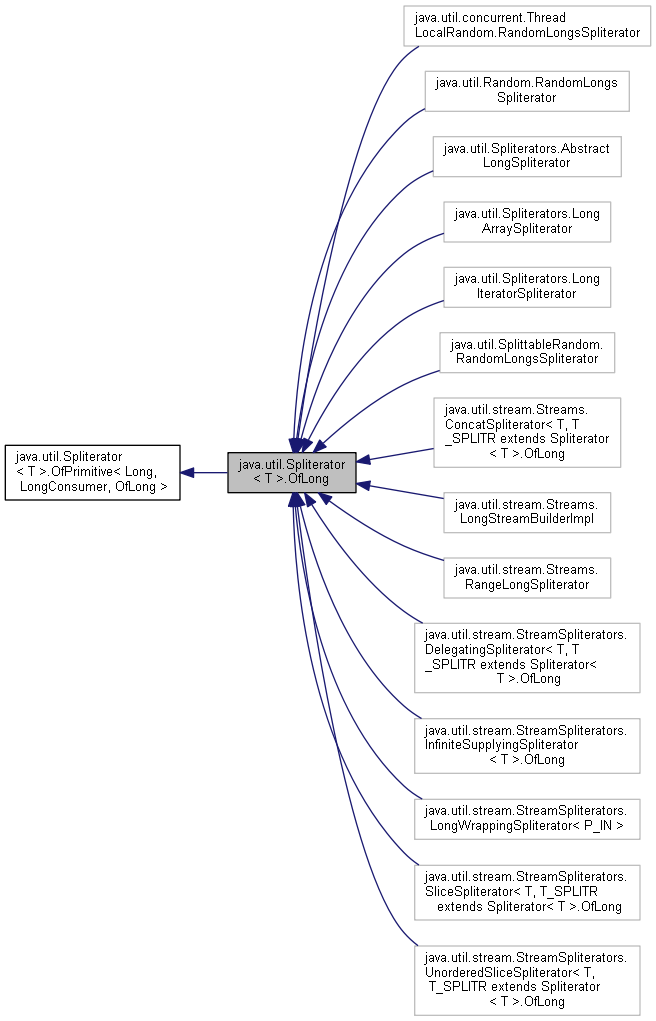 java.util.concurrent.Thread
LocalRandom.RandomLongsSpliterator
java.util.Random.RandomLongs
Spliterator
java.util.Spliterators.Abstract
LongSpliterator
java.util.Spliterators.Long
ArraySpliterator
java.util.Spliterators.Long
IteratorSpliterator
java.util.SplittableRandom.
RandomLongsSpliterator
java.util.stream.Streams.
ConcatSpliterator< T, T
_SPLITR extends Spliterator
< T >.OfLong
java.util.Spliterator
< T >.OfPrimitive< Long,
LongConsumer, OfLong >
java.util.Spliterator
< T >.OfLong
java.util.stream.Streams.
LongStreamBuilderImpl
java.util.stream.Streams.
RangeLongSpliterator
java.util.stream.StreamSpliterators.
DelegatingSpliterator< T, T
_SPLITR extends Spliterator<
T >.OfLong
java.util.stream.StreamSpliterators.
InfiniteSupplyingSpliterator
< T >.OfLong
java.util.stream.StreamSpliterators.
LongWrappingSpliterator< P_IN >
java.util.stream.StreamSpliterators.
SliceSpliterator< T, T_SPLITR
extends Spliterator< T >.OfLong
java.util.stream.StreamSpliterators.
UnorderedSliceSpliterator< T,
T_SPLITR extends Spliterator
< T >.OfLong